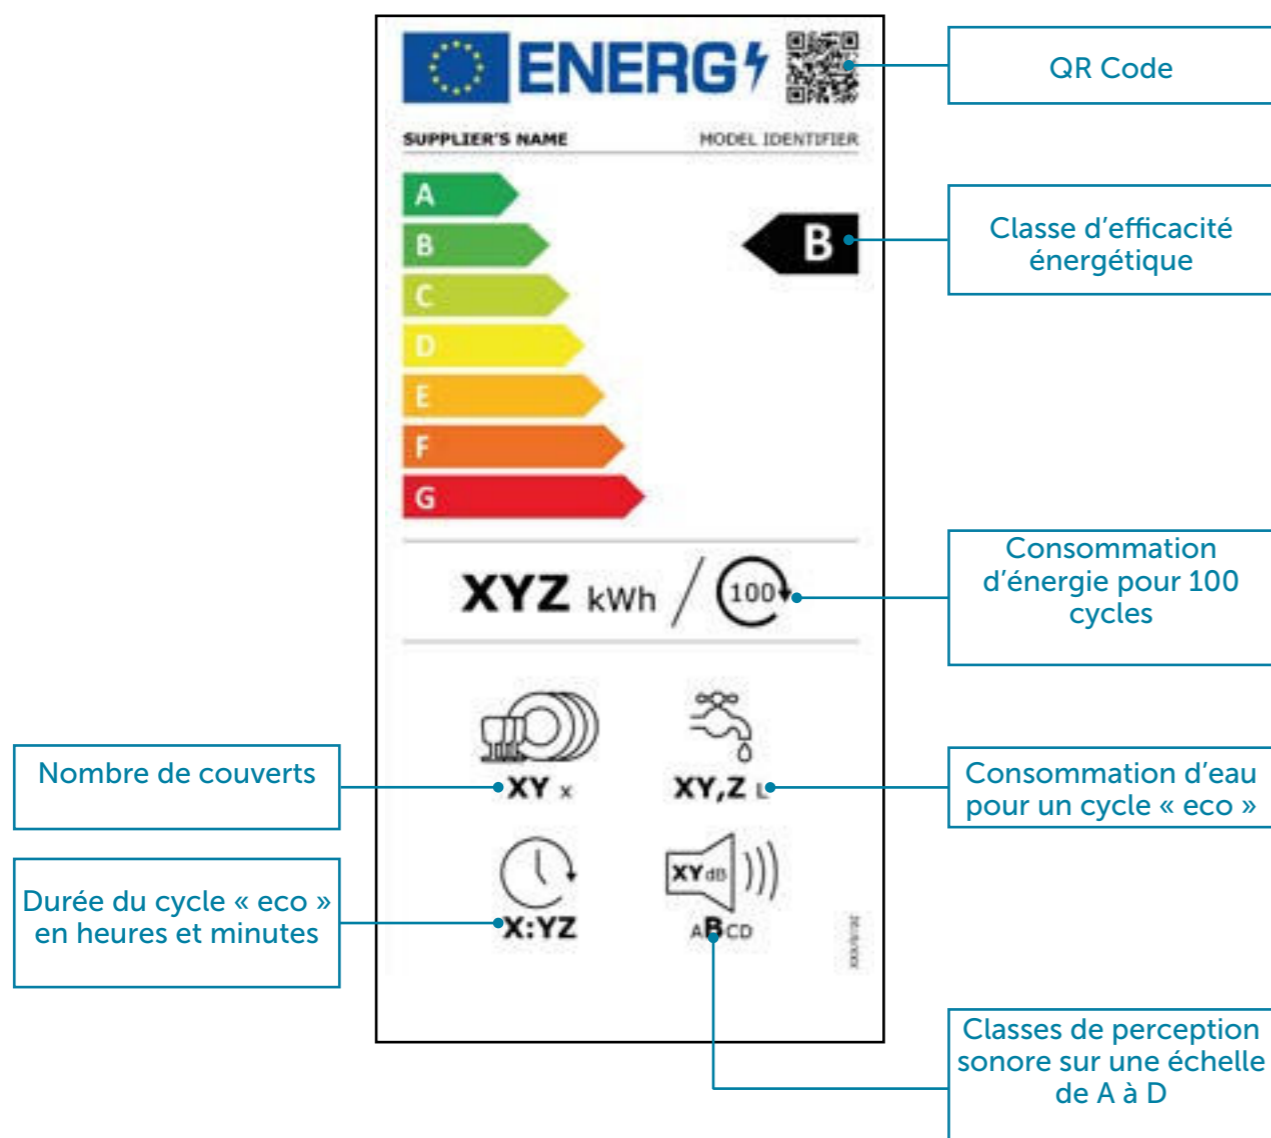 ENERG
QR Code
SUPPLIER'S NAME
MODEL IDENTIFIER
A
B
C
D
E
F
G
B
Classe d'efficacité
énergétique
XYZ kWh / 100
Consommation
d'énergie pour 100
cycles
Nombre de couverts
XY x
XY,Z L
Consommation d'eau
pour un cycle « eco »
Durée du cycle « eco »
en heures et minutes
X:YZ
XY dB
ABCD
Classes de perception
sonore sur une échelle
de A à D